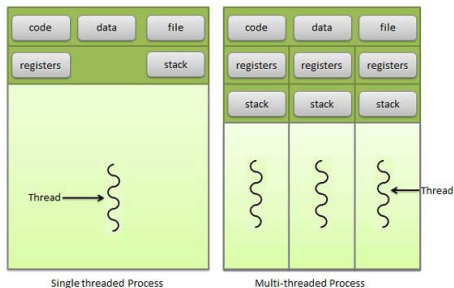 code data file
registers stack
Thread
Single threaded Process
code data file
registers registers registers
stack stack stack
Thread
Multi-threaded Process